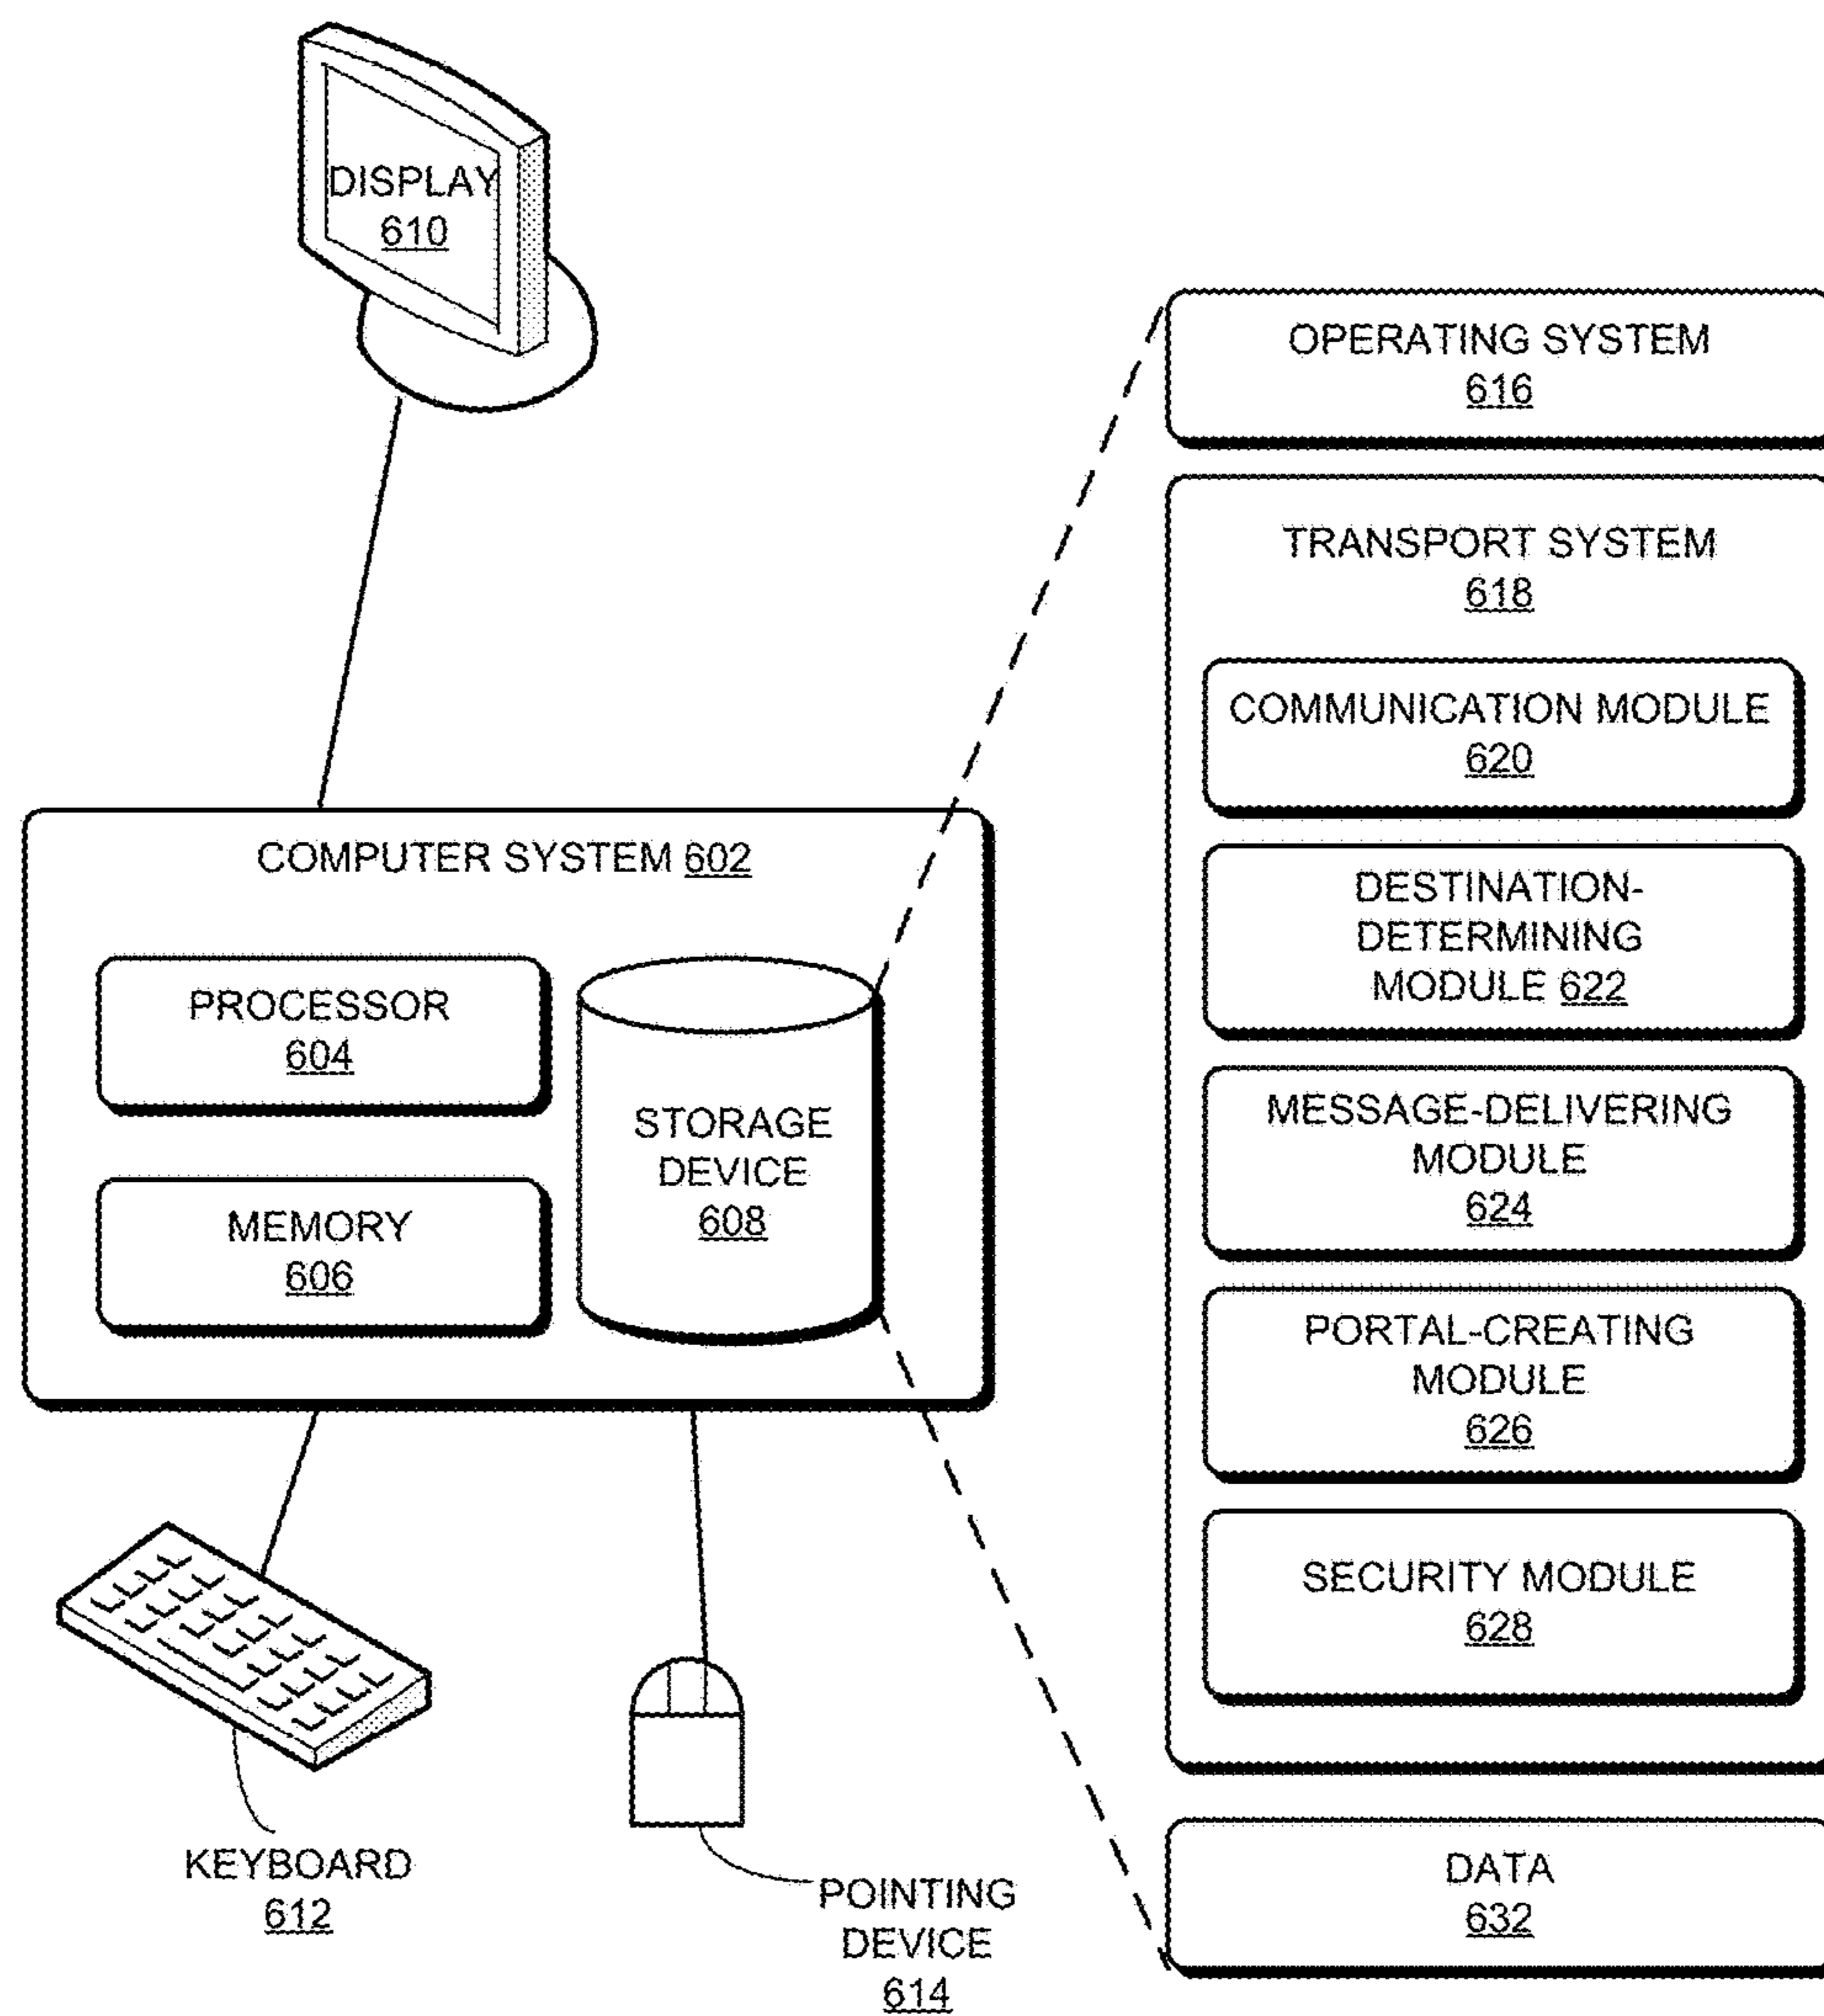 DISPLAY
610
OPERATING SYSTEM
616
TRANSPORT SYSTEM
618
COMMUNICATION MODULE
620
DESTINATION-
DETERMINING
MODULE 622
MESSAGE-DELIVERING
MODULE
624
PORTAL-CREATING
MODULE
626
SECURITY MODULE
628
DATA
632
COMPUTER SYSTEM 602
PROCESSOR
604
MEMORY
606
STORAGE
DEVICE
608
KEYBOARD
612
POINTING
DEVICE
614